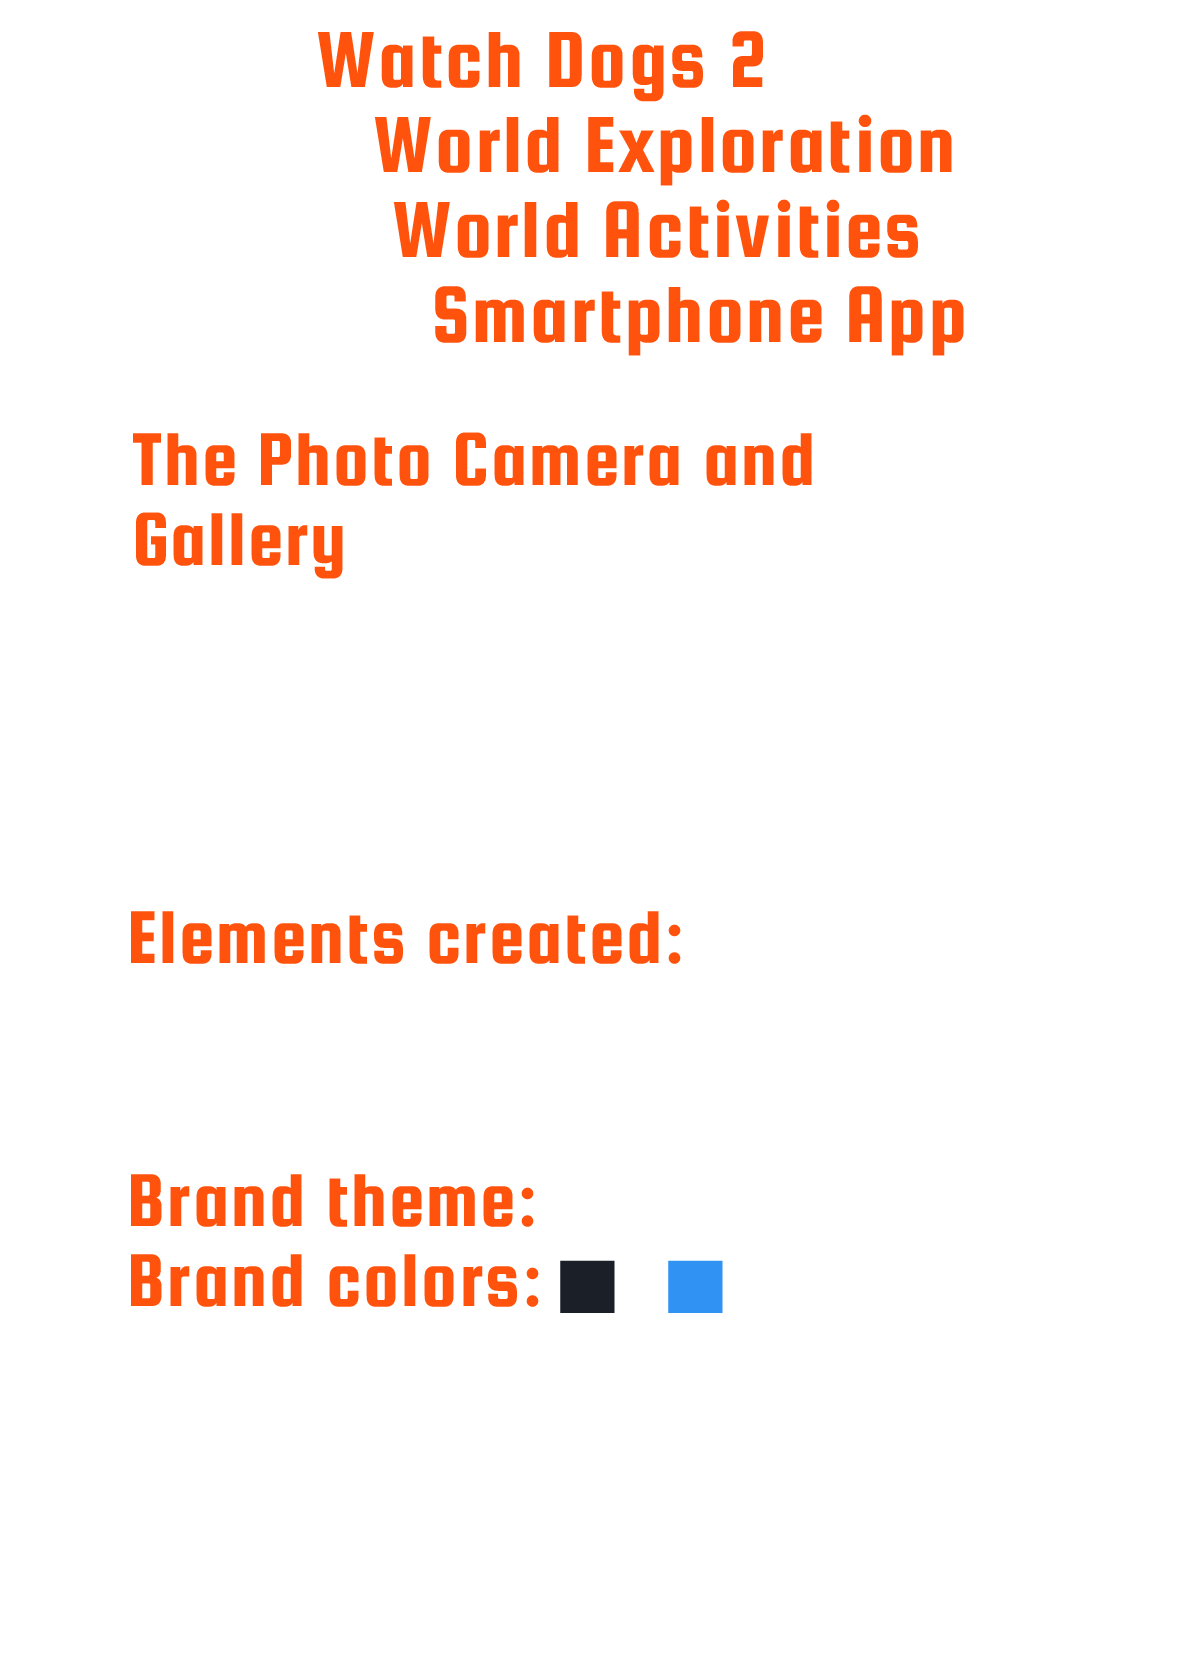 Watch Dogs 2
World Exploration
World Activities
Smartphone App
The Photo Camera and
Gallery
Elements created:
Brand theme:
Brand colors: